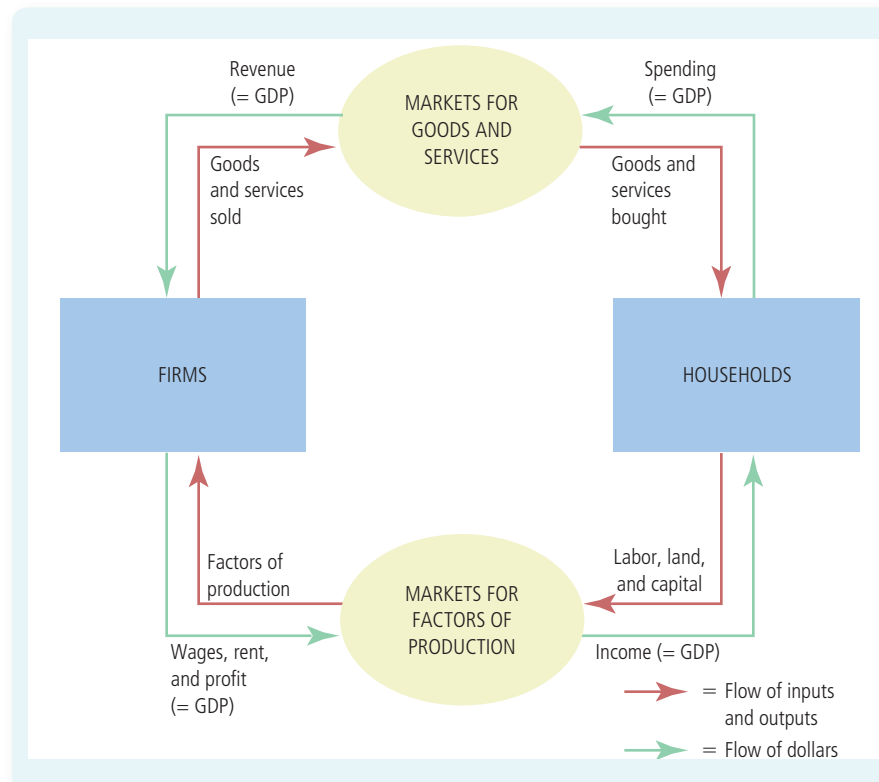 Revenue
(= GDP)
Spending
(= GDP)
MARKETS FOR
GOODS AND
SERVICES
Goods
and services
sold
Goods and
services
bought
FIRMS
HOUSEHOLDS
Factors of
production
Labor, land,
and capital
MARKETS FOR
FACTORS OF
PRODUCTION
Wages, rent,
and profit
(= GDP)
Income (= GDP)
= Flow of inputs
and outputs
= Flow of dollars